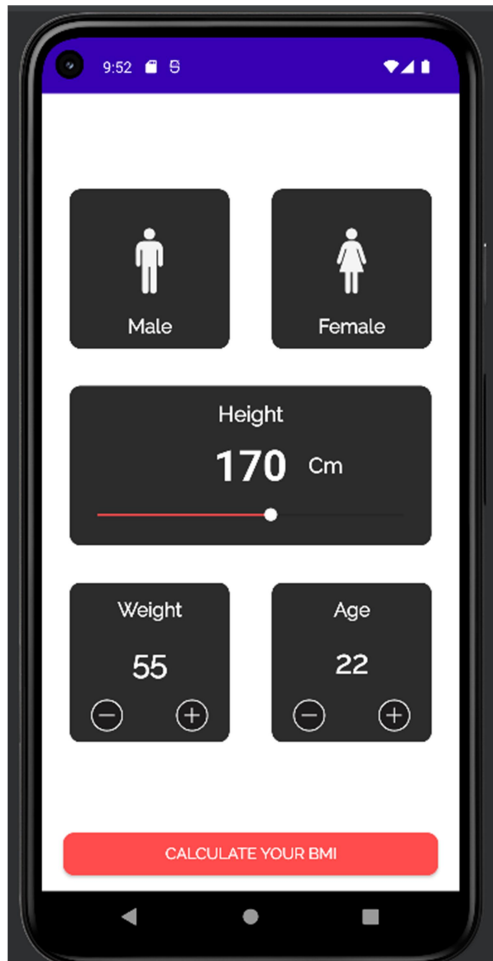 9:52
Male
Female
Height
170 Cm
Weight
Age
55
22
CALCULATE YOUR BMI